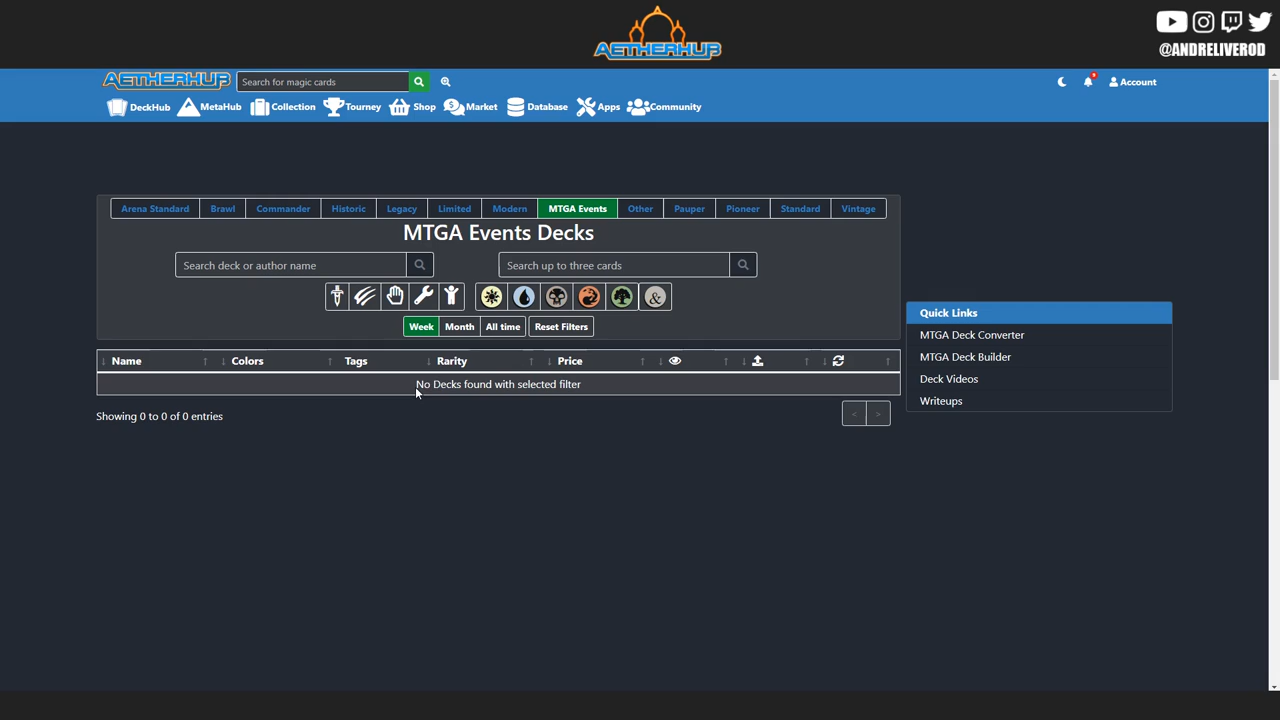 AETHERHUB
@ANDRELIVEROD
AETHERHUB Search for magic cards 9 Account
DeckHub MetaHub Collection Tourney Shop Market Database Apps Community
Arena Standard Brawl Commander Historic Legacy Limited Modern MTGA Events Other Pauper Pioneer Standard Vintage
MTGA Events Decks
Search deck or author name Search up to three cards
&
Week Month All time Reset Filters
Quick Links
MTGA Deck Converter
MTGA Deck Builder
Deck Videos
Writeups
Name Colors Tags Rarity Price
No Decks found with selected filter
Showing 0 to 0 of 0 entries < >